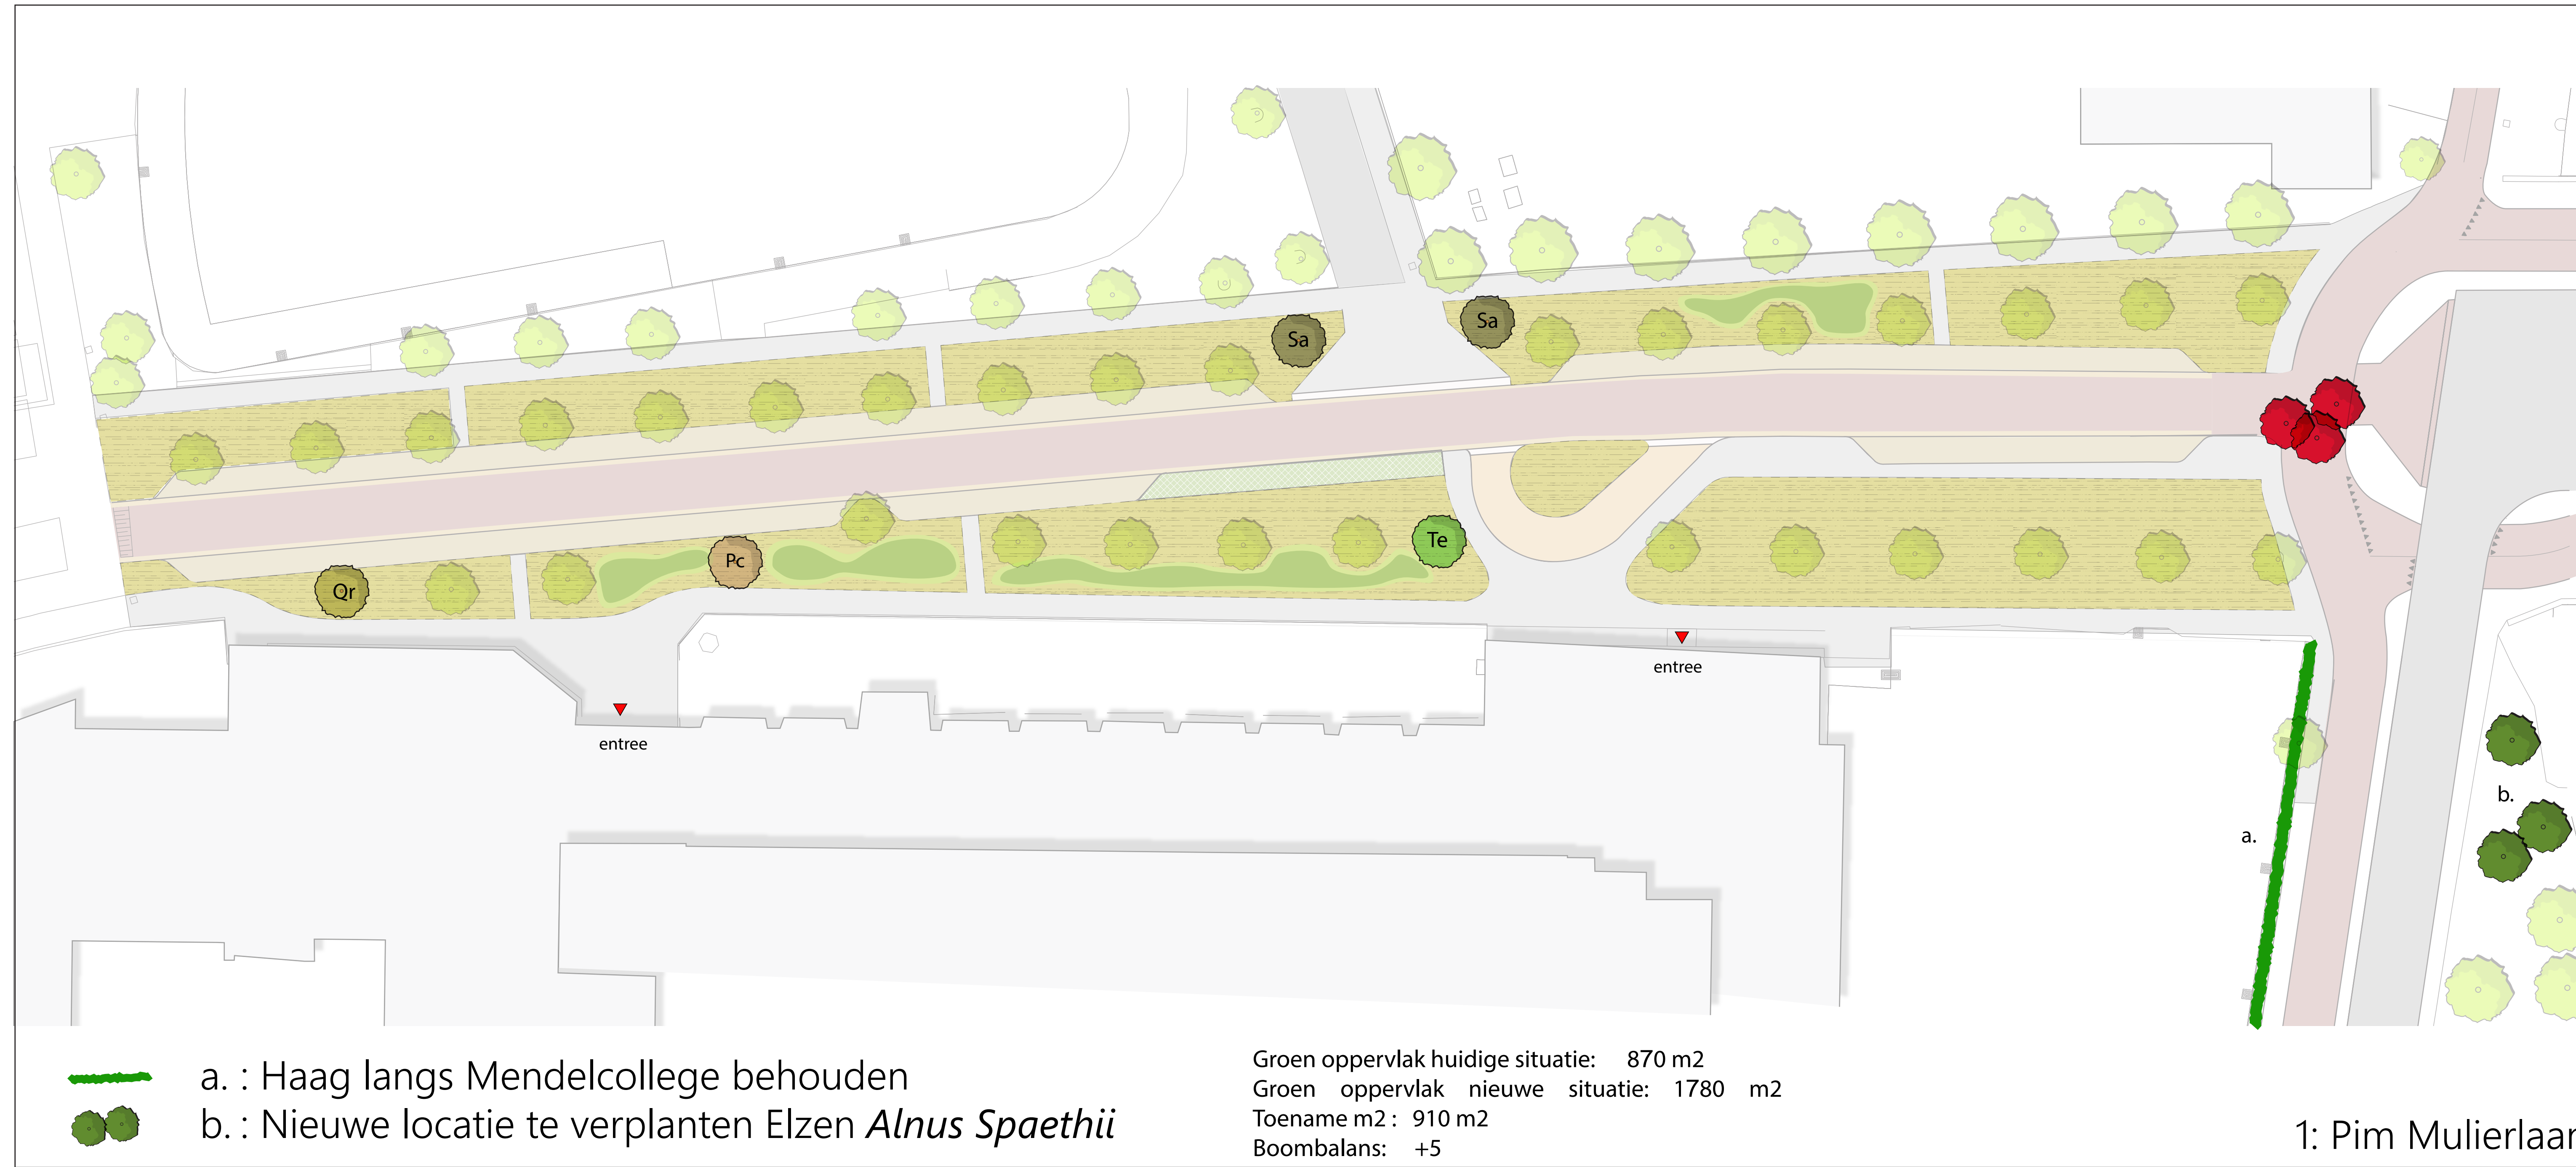 Sa
Sa
Pc
Te
Qr
entree
entree
b.
a.
a. : Haag langs Mendelcollege behouden
b. : Nieuwe locatie te verplanten Elzen Alnus Spaethii
Groen oppervlak huidige situatie: 870 m2
Groen oppervlak nieuwe situatie: 1780 m2
Toename m2 : 910 m2
Boombalans: +5
1: Pim Mulierlaan